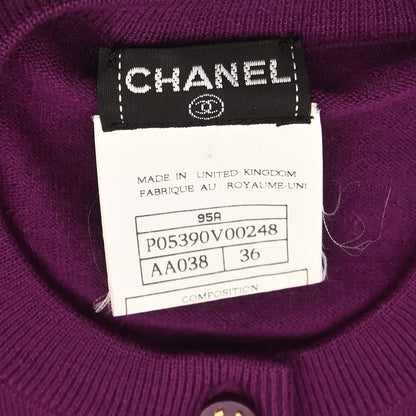 CHANEL
MADE IN UNITED KINGDOM
FABRIQUE AU ROYAUME-UNI
95A
P05390V00248
AA038 36
COMPOSITION